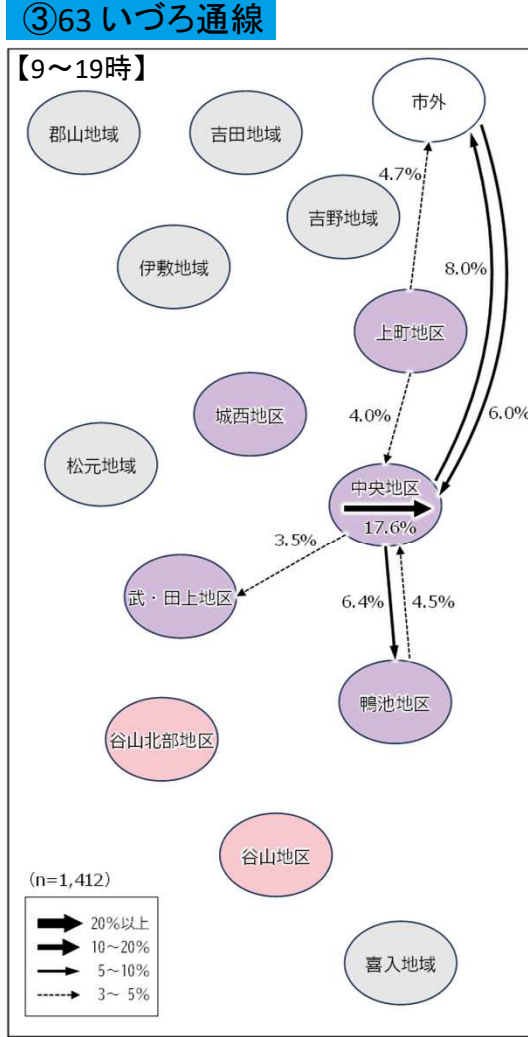 ③63 いづろ通線
【9～19時】
市外
郡山地域
吉田地域
4.7%
吉野地域
伊敷地域
8.0%
上町地区
城西地区
4.0%
6.0%
松元地域
中央地区
17.6%
3.5%
武・田上地区
6.4%
4.5%
鴨池地区
谷山北部地区
谷山地区
(n=1,412)
20%以上
10～20%
5～10%
3～ 5%
喜入地域